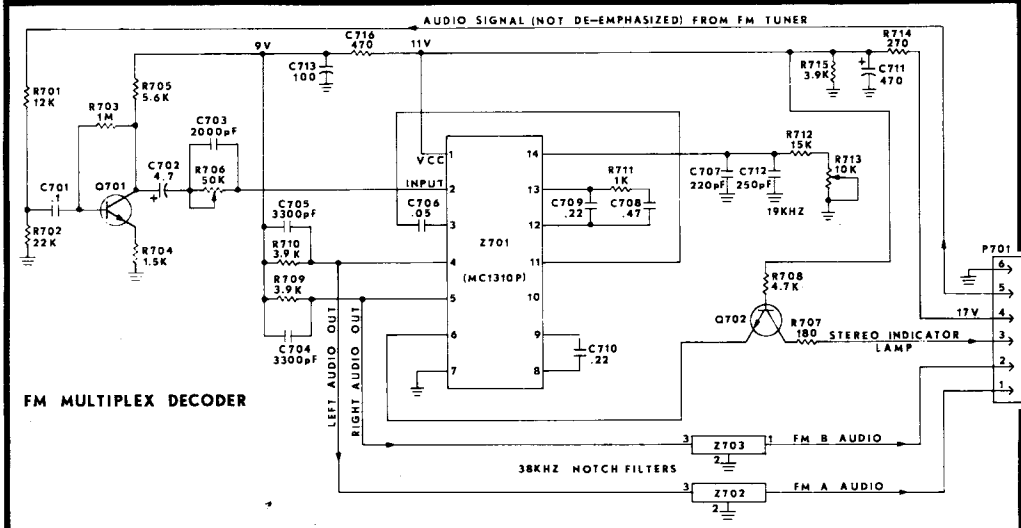 AUDIO SIGNAL (NOT DE-EMPHASIZED) FROM FM TUNER
9V
C716
470
11V
R714
270
C713
100
R715
3.9K
C711
470
R701
12K
R705
5.6K
R703
1M
C703
2000pF
C702
4.7
R706
50K
C701
.1
Q701
R702
22K
R704
1.5K
VCC
1
INPUT
2
3
4
5
6
7
14
13
12
11
10
9
8
Z701
(MC1310P)
C706
.05
C705
3300pF
R710
3.9K
R709
3.9K
C704
3300pF
R711
1K
C709
.22
C708
.47
C707
220pF
C712
250pF
R712
15K
R713
10K
19KHZ
C710
.22
R708
4.7K
Q702
R707
180
STEREO INDICATOR
LAMP
17V
P701
6
5
4
3
2
1
LEFT AUDIO OUT
RIGHT AUDIO OUT
FM MULTIPLEX DECODER
3
Z703
1
2
FM B AUDIO
38KHZ NOTCH FILTERS
3
Z702
2
FM A AUDIO